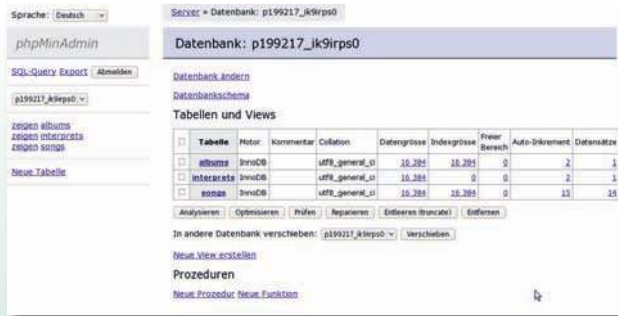 Sprache: Deutsch
phpMinAdmin
SQL-Query Export Abmelden
p199217_ik9irps0
zeigen albums
zeigen interprets
zeigen songs
Neue Tabelle
Server » Datenbank: p199217_ik9irps0
Datenbank: p199217_ik9irps0
Datenbank ändern
Datenbankschema
Tabellen und Views
Tabelle Motor Kommentar Collation Datengrösse Indexgrösse Freier Bereich Auto-Inkrement Datensätze
albums InnoDB utf8_general_ci 16 384 16 384 0 2 1
interprets InnoDB utf8_general_ci 16 384 0 0 2 1
songs InnoDB utf8_general_ci 16 384 16 384 0 15 14
Analysieren Optimisieren Prüfen Reparieren Entleeren (truncate) Entfernen
In andere Datenbank verschieben: p199217_ik9irps0 Verschieben
Neue View erstellen
Prozeduren
Neue Prozedur Neue Funktion